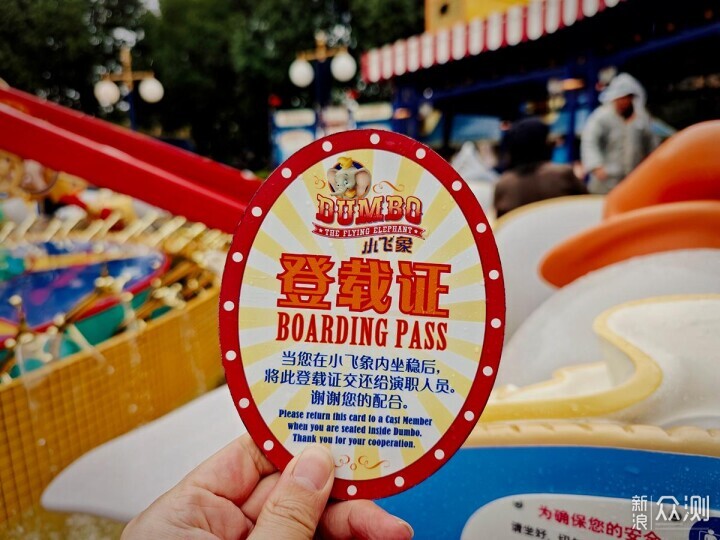 DUMBO
THE FLYING ELEPHANT
小飞象
登载证
BOARDING PASS
当您在小飞象内坐稳后,
将此登载证交还给演职人员。
谢谢您的配合。
Please return this card to a Cast Member
when you are seated inside Dumbo.
Thank you for your cooperation.
为确保您的安全
请坐好,
新浪
众测